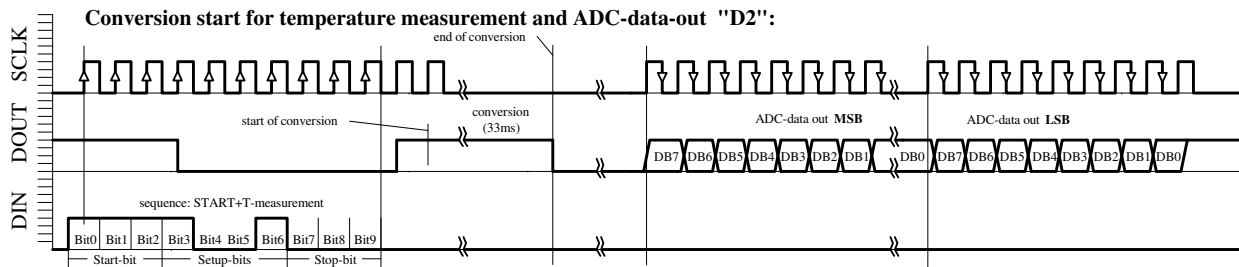 Conversion start for temperature measurement and ADC-data-out "D2":
end of conversion
SCLK
DOUT
start of conversion
conversion
(33ms)
ADC-data out MSB
ADC-data out LSB
DB7 DB6 DB5 DB4 DB3 DB2 DB1 DB0 DB7 DB6 DB5 DB4 DB3 DB2 DB1 DB0
DIN
sequence: START+T-measurement
Bit0 Bit1 Bit2 Bit3 Bit4 Bit5 Bit6 Bit7 Bit8 Bit9
Start-bit Setup-bits Stop-bit